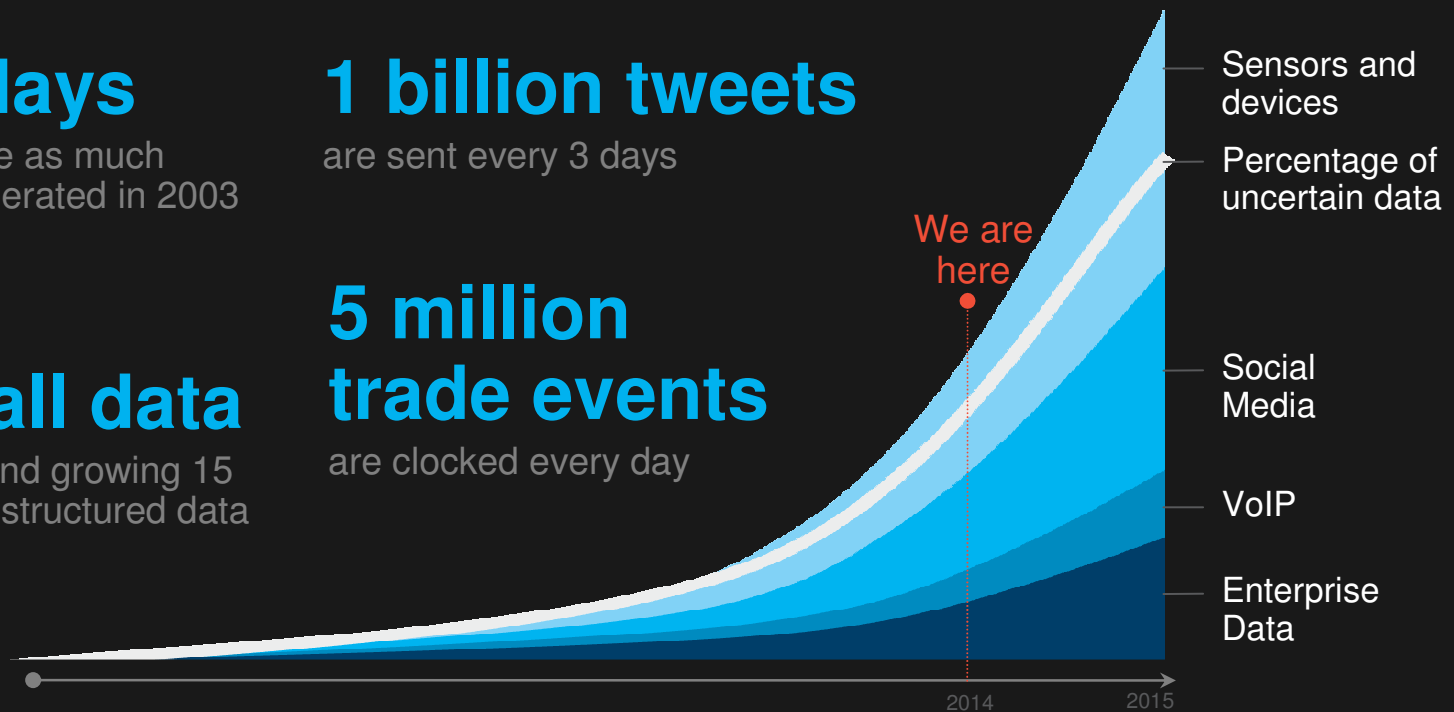 days
e as much
erated in 2003
all data
nd growing 15
structured data
1 billion tweets
are sent every 3 days
5 million
trade events
are clocked every day
We are
here
Sensors and
devices
Percentage of
uncertain data
Social
Media
VoIP
Enterprise
Data
2014
2015